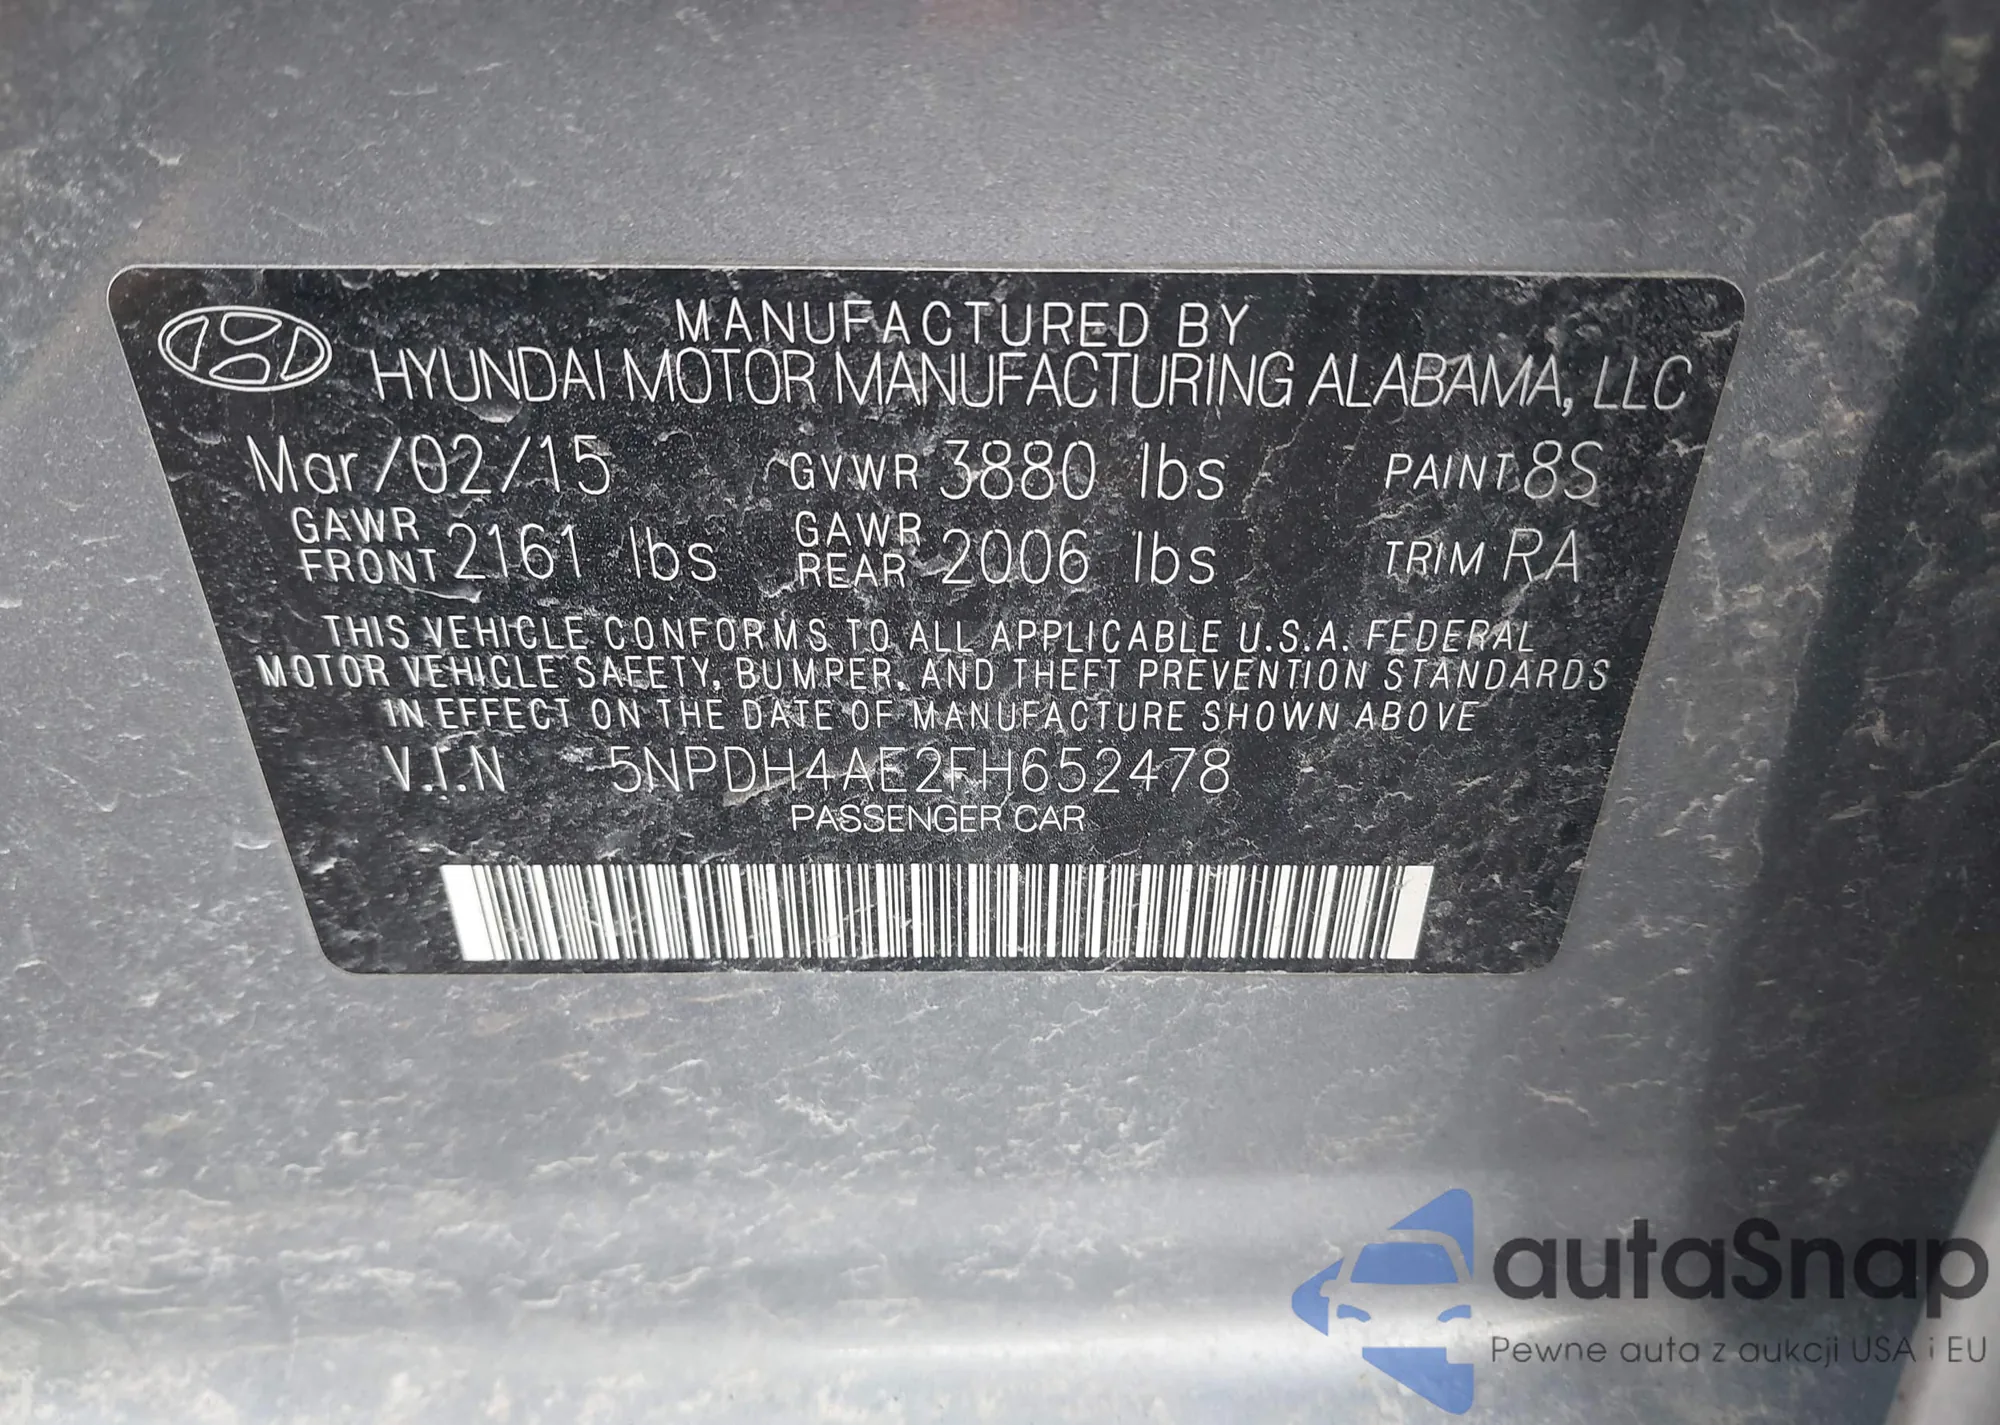 MANUFACTURED BY
HYUNDAI MOTOR MANUFACTURING ALABAMA, LLC
Mar/02/15 GVWR 3880 lbs PAINT 8S
GAWR FRONT 2161 lbs GAWR REAR 2006 lbs TRIM RA
THIS VEHICLE CONFORMS TO ALL APPLICABLE U.S.A. FEDERAL
MOTOR VEHICLE SAFETY, BUMPER, AND THEFT PREVENTION STANDARDS
IN EFFECT ON THE DATE OF MANUFACTURE SHOWN ABOVE
V.I.N 5NPDH4AE2FH652478
PASSENGER CAR
autaSnap
Pewne auta z aukcji USA i EU